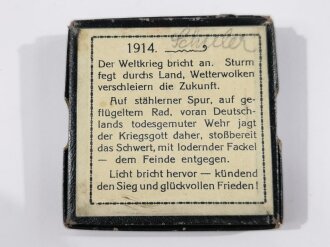 1914.
Der Weltkrieg bricht an. Sturm
fegt durchs Land, Wetterwolken
verschleiern die Zukunft.
Auf stählerner Spur, auf ge-
flügeltem Rad, voran Deutsch-
lands todesgemuter Wehr jagt
der Kriegsgott daher, stoßbereit
das Schwert, mit lodernder Fackel
— dem Feinde entgegen.
Licht bricht hervor — kündend
den Sieg und glückvollen Frieden!